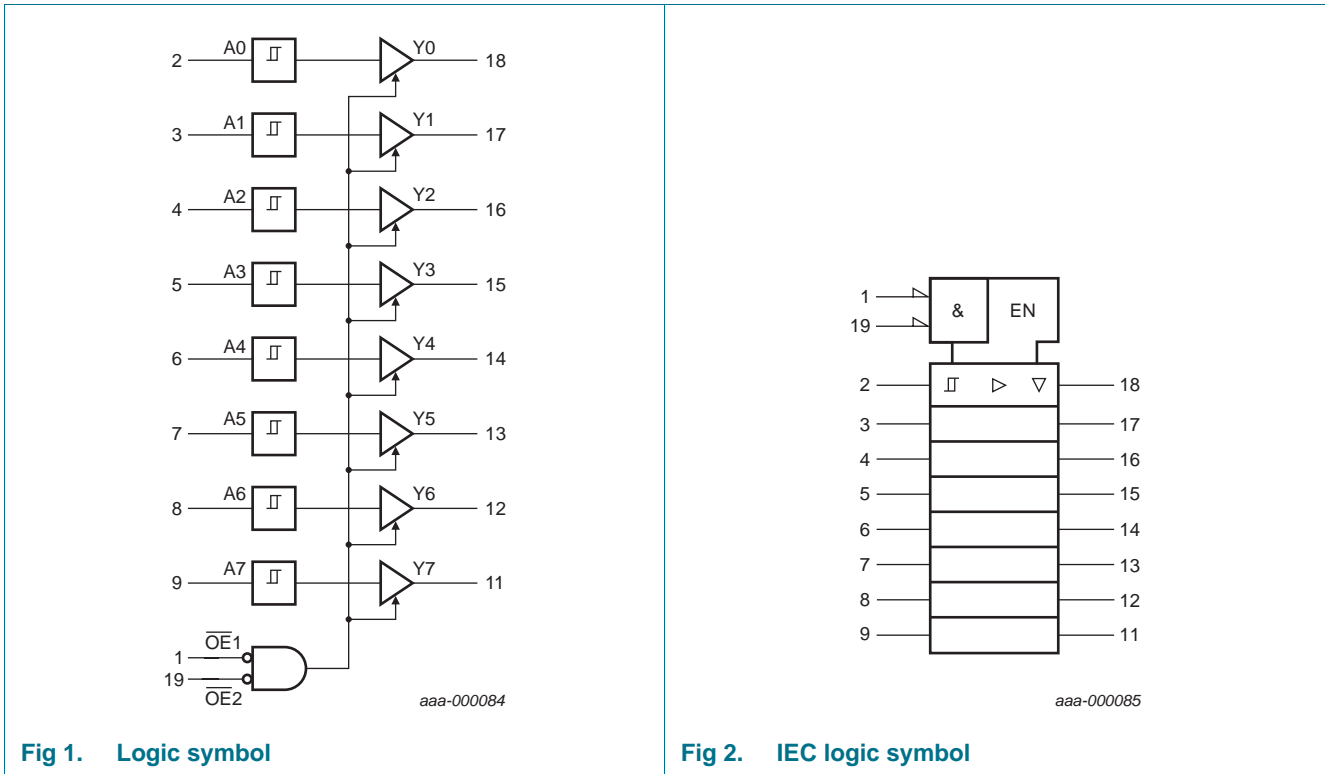 A0 Y0
2 18
A1 Y1
3 17
A2 Y2
4 16
A3 Y3
5 15
A4 Y4
6 14
A5 Y5
7 13
A6 Y6
8 12
A7 Y7
9 11
O̅E̅1
1
19
O̅E̅2
aaa-000084
Fig 1. Logic symbol
1
& EN
19
2 18
3 17
4 16
5 15
6 14
7 13
8 12
9 11
aaa-000085
Fig 2. IEC logic symbol